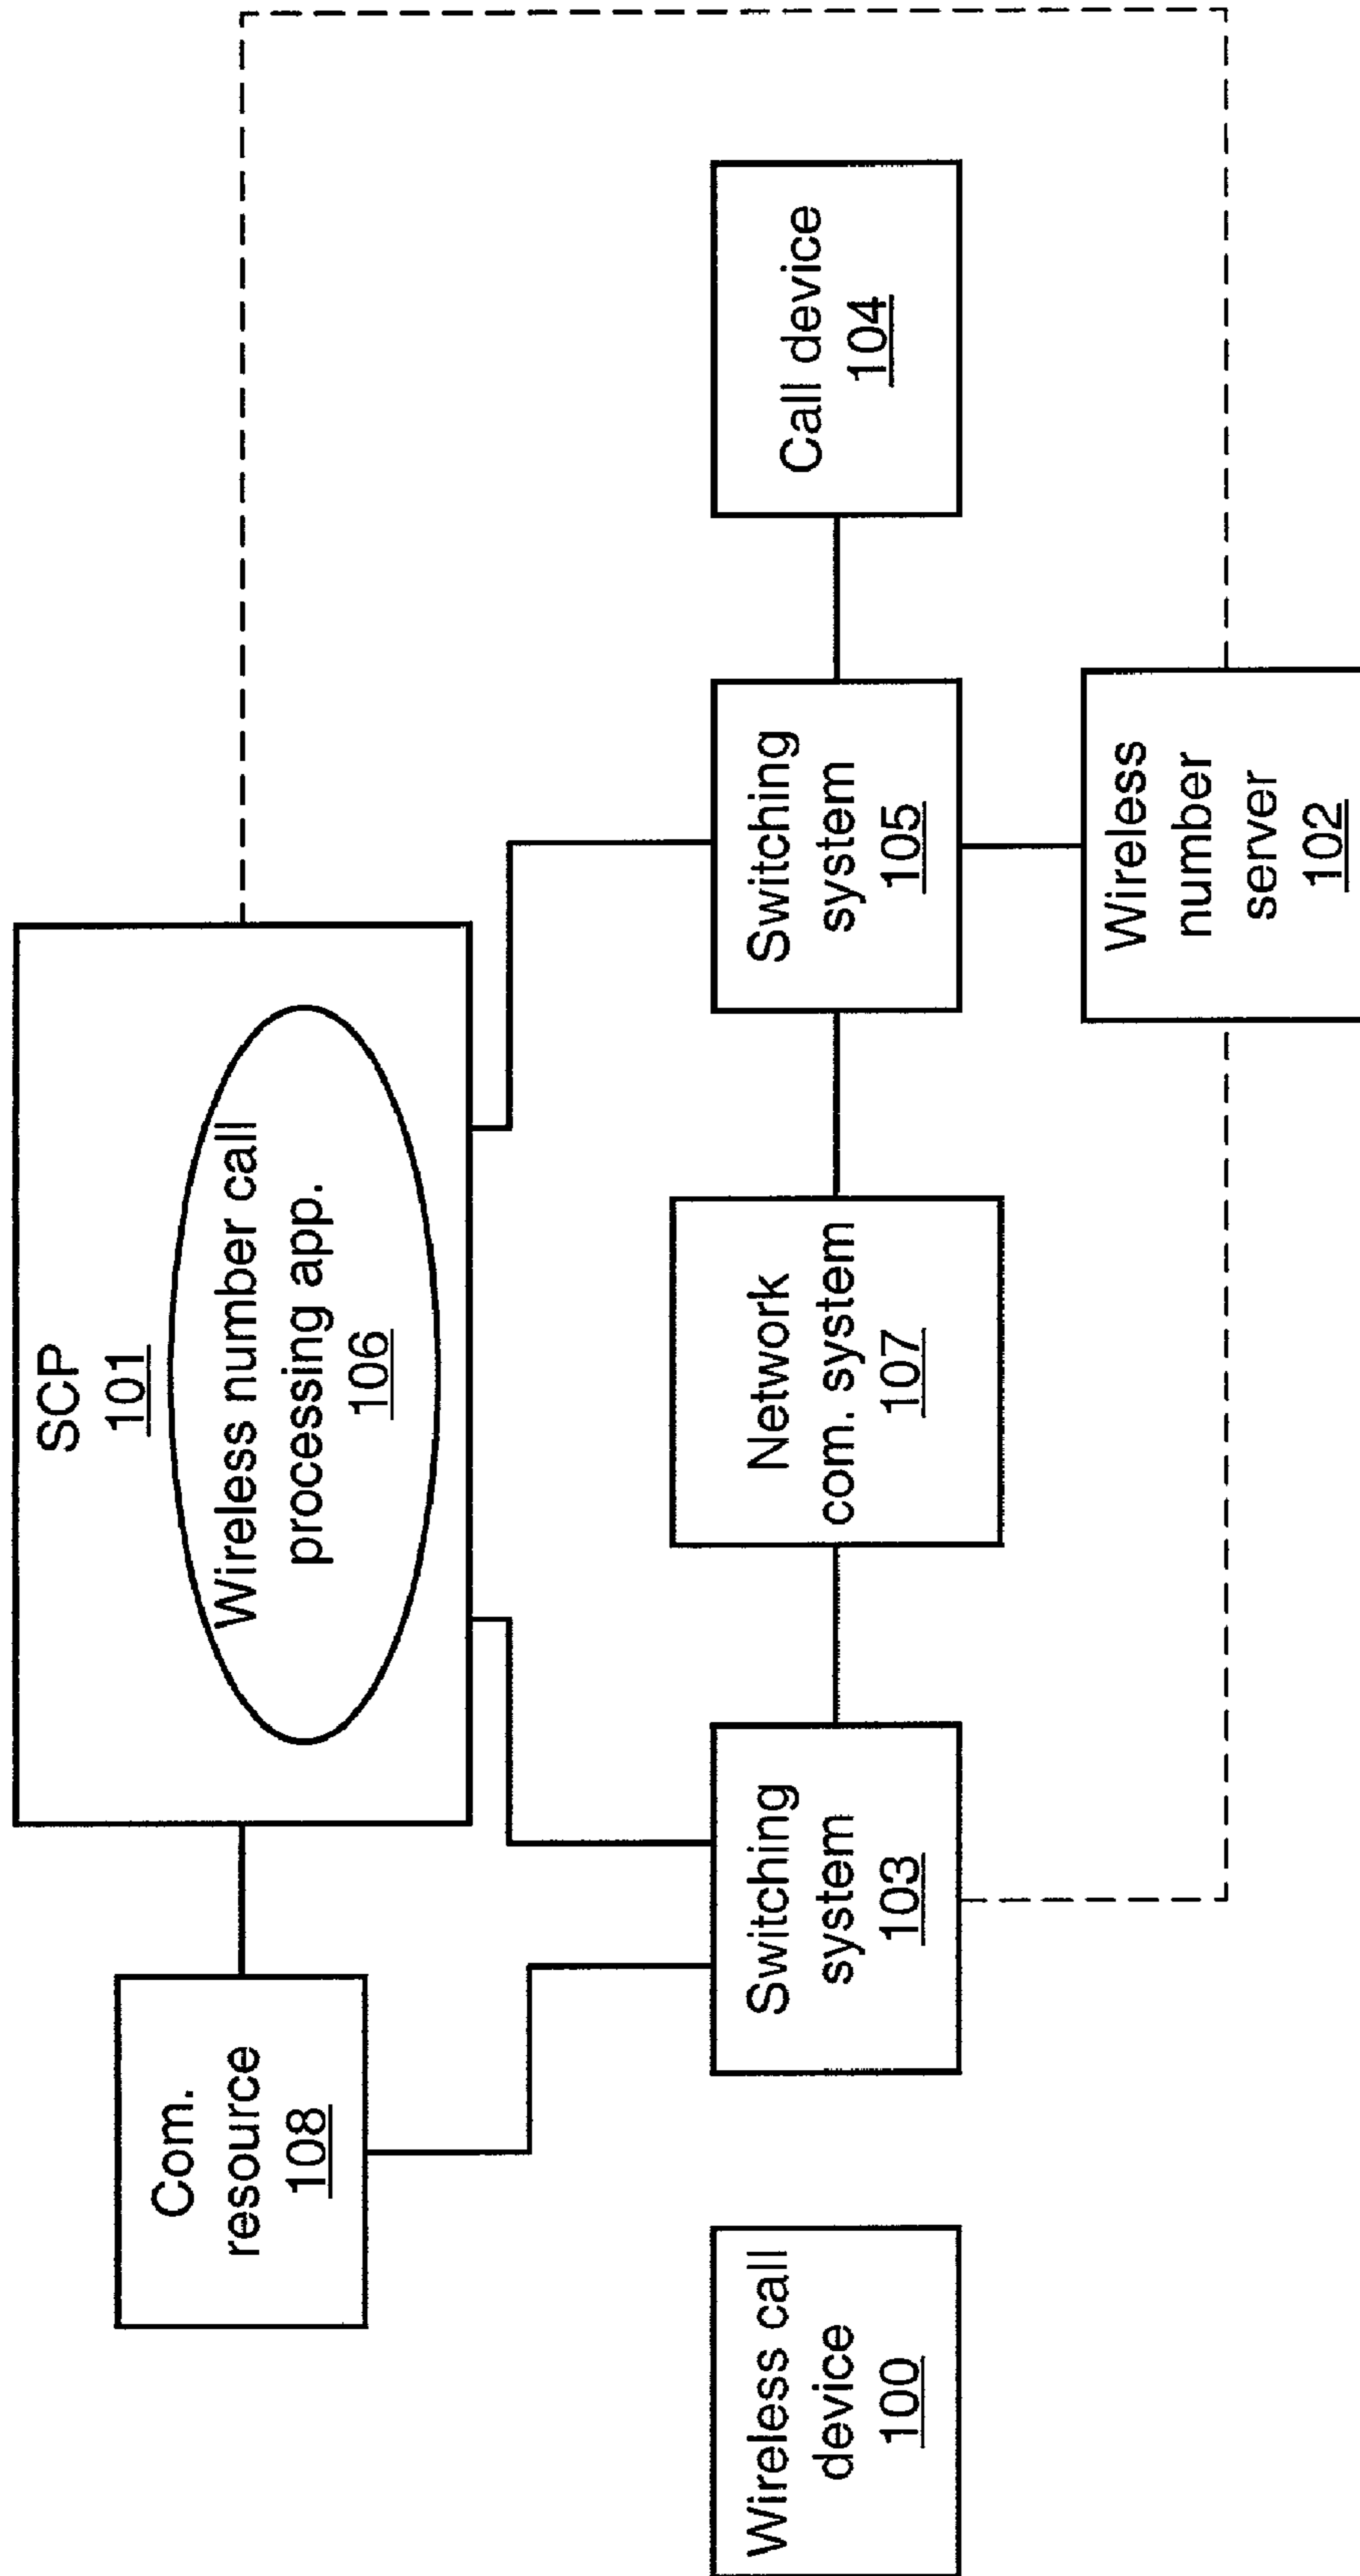 SCP
101
Wireless number call
processing app.
106
Com.
resource
108
Wireless call
device
100
Switching
system
103
Network
com. system
107
Switching
system
105
Call device
104
Wireless
number
server
102